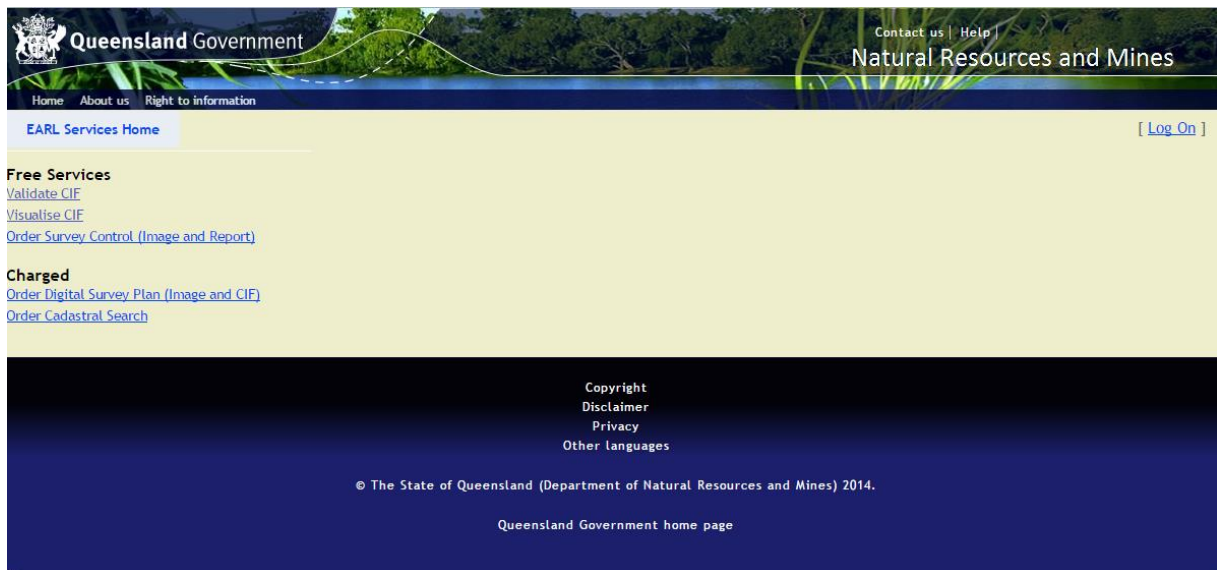 Queensland Government
Contact us | Help |
Natural Resources and Mines
Home About us Right to information
EARL Services Home
[ Log On ]
Free Services
Validate CIF
Visualise CIF
Order Survey Control (Image and Report)
Charged
Order Digital Survey Plan (Image and CIF)
Order Cadastral Search
Copyright
Disclaimer
Privacy
Other languages
© The State of Queensland (Department of Natural Resources and Mines) 2014.
Queensland Government home page